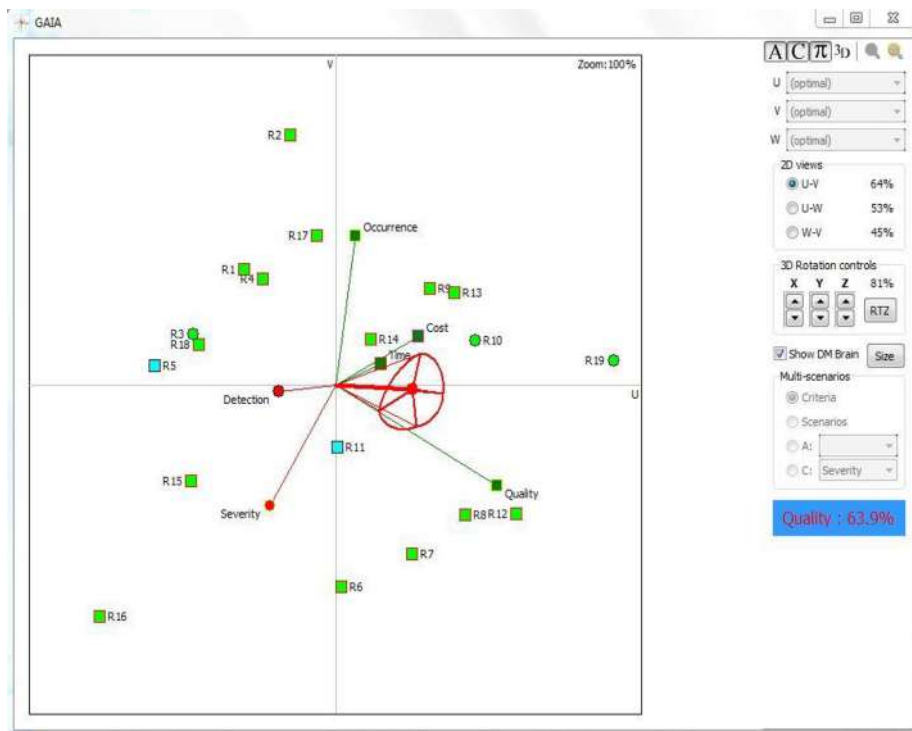 GAIA
V
Zoom:100%
A C π 3D
U (optimal)
V (optimal)
W (optimal)
2D views
U-V 64%
U-W 53%
W-V 45%
3D Rotation controls
X Y Z 81%
RTZ
Show DM Brain Size
Multi-scenarios
Criteria
Scenarios
A:
C: Severity
Quality : 63.9%
R2
R17
Occurrence
R1
R4
R9
R13
R3
R18
R14
Cost
R10
Time
R19
R5
Detection
U
R11
R15
Quality
Severity
R8
R12
R7
R6
R16